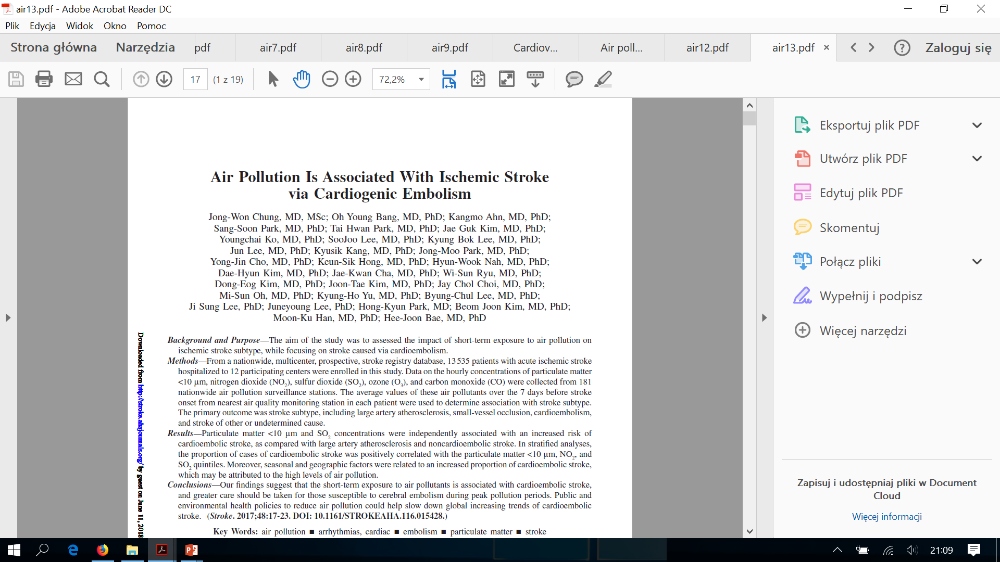 air13.pdf - Adobe Acrobat Reader DC
Plik Edycja Widok Okno Pomoc
Strona główna Narzędzia pdf air7.pdf air8.pdf air9.pdf Cardiov... Air poll... air12.pdf air13.pdf Zaloguj się
17 (1 z 19) 72,2%
Air Pollution Is Associated With Ischemic Stroke
via Cardiogenic Embolism
Jong-Won Chung, MD, MSc; Oh Young Bang, MD, PhD; Kangmo Ahn, MD, PhD;
Sang-Soon Park, MD, PhD; Tai Hwan Park, MD, PhD; Jae Guk Kim, MD, PhD;
Youngchai Ko, MD, PhD; SooJoo Lee, MD, PhD; Kyung Bok Lee, MD, PhD;
Jun Lee, MD, PhD; Kyusik Kang, MD, PhD; Jong-Moo Park, MD, PhD;
Yong-Jin Cho, MD, PhD; Keun-Sik Hong, MD, PhD; Hyun-Wook Nah, MD, PhD;
Dae-Hyun Kim, MD, PhD; Jae-Kwan Cha, MD, PhD; Wi-Sun Ryu, MD, PhD;
Dong-Eog Kim, MD, PhD; Joon-Tae Kim, MD, PhD; Jay Chol Choi, MD, PhD;
Mi-Sun Oh, MD, PhD; Kyung-Ho Yu, MD, PhD; Byung-Chul Lee, MD, PhD;
Ji Sung Lee, PhD; Juneyoung Lee, PhD; Hong-Kyun Park, MD; Beom Joon Kim, MD, PhD;
Moon-Ku Han, MD, PhD; Hee-Joon Bae, MD, PhD
Background and Purpose—The aim of the study was to assessed the impact of short-term exposure to air pollution on
ischemic stroke subtype, while focusing on stroke caused via cardioembolism.
Methods—From a nationwide, multicenter, prospective, stroke registry database, 13 535 patients with acute ischemic stroke
hospitalized to 12 participating centers were enrolled in this study. Data on the hourly concentrations of particulate matter
<10 μm, nitrogen dioxide (NO2), sulfur dioxide (SO2), ozone (O3), and carbon monoxide (CO) were collected from 181
nationwide air pollution surveillance stations. The average values of these air pollutants over the 7 days before stroke
onset from nearest air quality monitoring station in each patient were used to determine association with stroke subtype.
The primary outcome was stroke subtype, including large artery atherosclerosis, small-vessel occlusion, cardioembolism,
and stroke of other or undetermined cause.
Results—Particulate matter <10 μm and SO2 concentrations were independently associated with an increased risk of
cardioembolic stroke, as compared with large artery atherosclerosis and noncardioembolic stroke. In stratified analyses,
the proportion of cases of cardioembolic stroke was positively correlated with the particulate matter <10 μm, NO2, and
SO2 quintiles. Moreover, seasonal and geographic factors were related to an increased proportion of cardioembolic stroke,
which may be attributed to the high levels of air pollution.
Conclusions—Our findings suggest that the short-term exposure to air pollutants is associated with cardioembolic stroke,
and greater care should be taken for those susceptible to cerebral embolism during peak pollution periods. Public and
environmental health policies to reduce air pollution could help slow down global increasing trends of cardioembolic
stroke. (Stroke. 2017;48:17-23. DOI: 10.1161/STROKEAHA.116.015428.)
Key Words: air pollution ■ arrhythmias, cardiac ■ embolism ■ particulate matter ■ stroke
Downloaded from http://stroke.ahajournals.org/ by guest on June 11, 2018
Eksportuj plik PDF
Utwórz plik PDF
Edytuj plik PDF
Skomentuj
Połącz pliki
Wypełnij i podpisz
Więcej narzędzi
Zapisuj i udostępniaj pliki w Document
Cloud
Więcej informacji
21:09